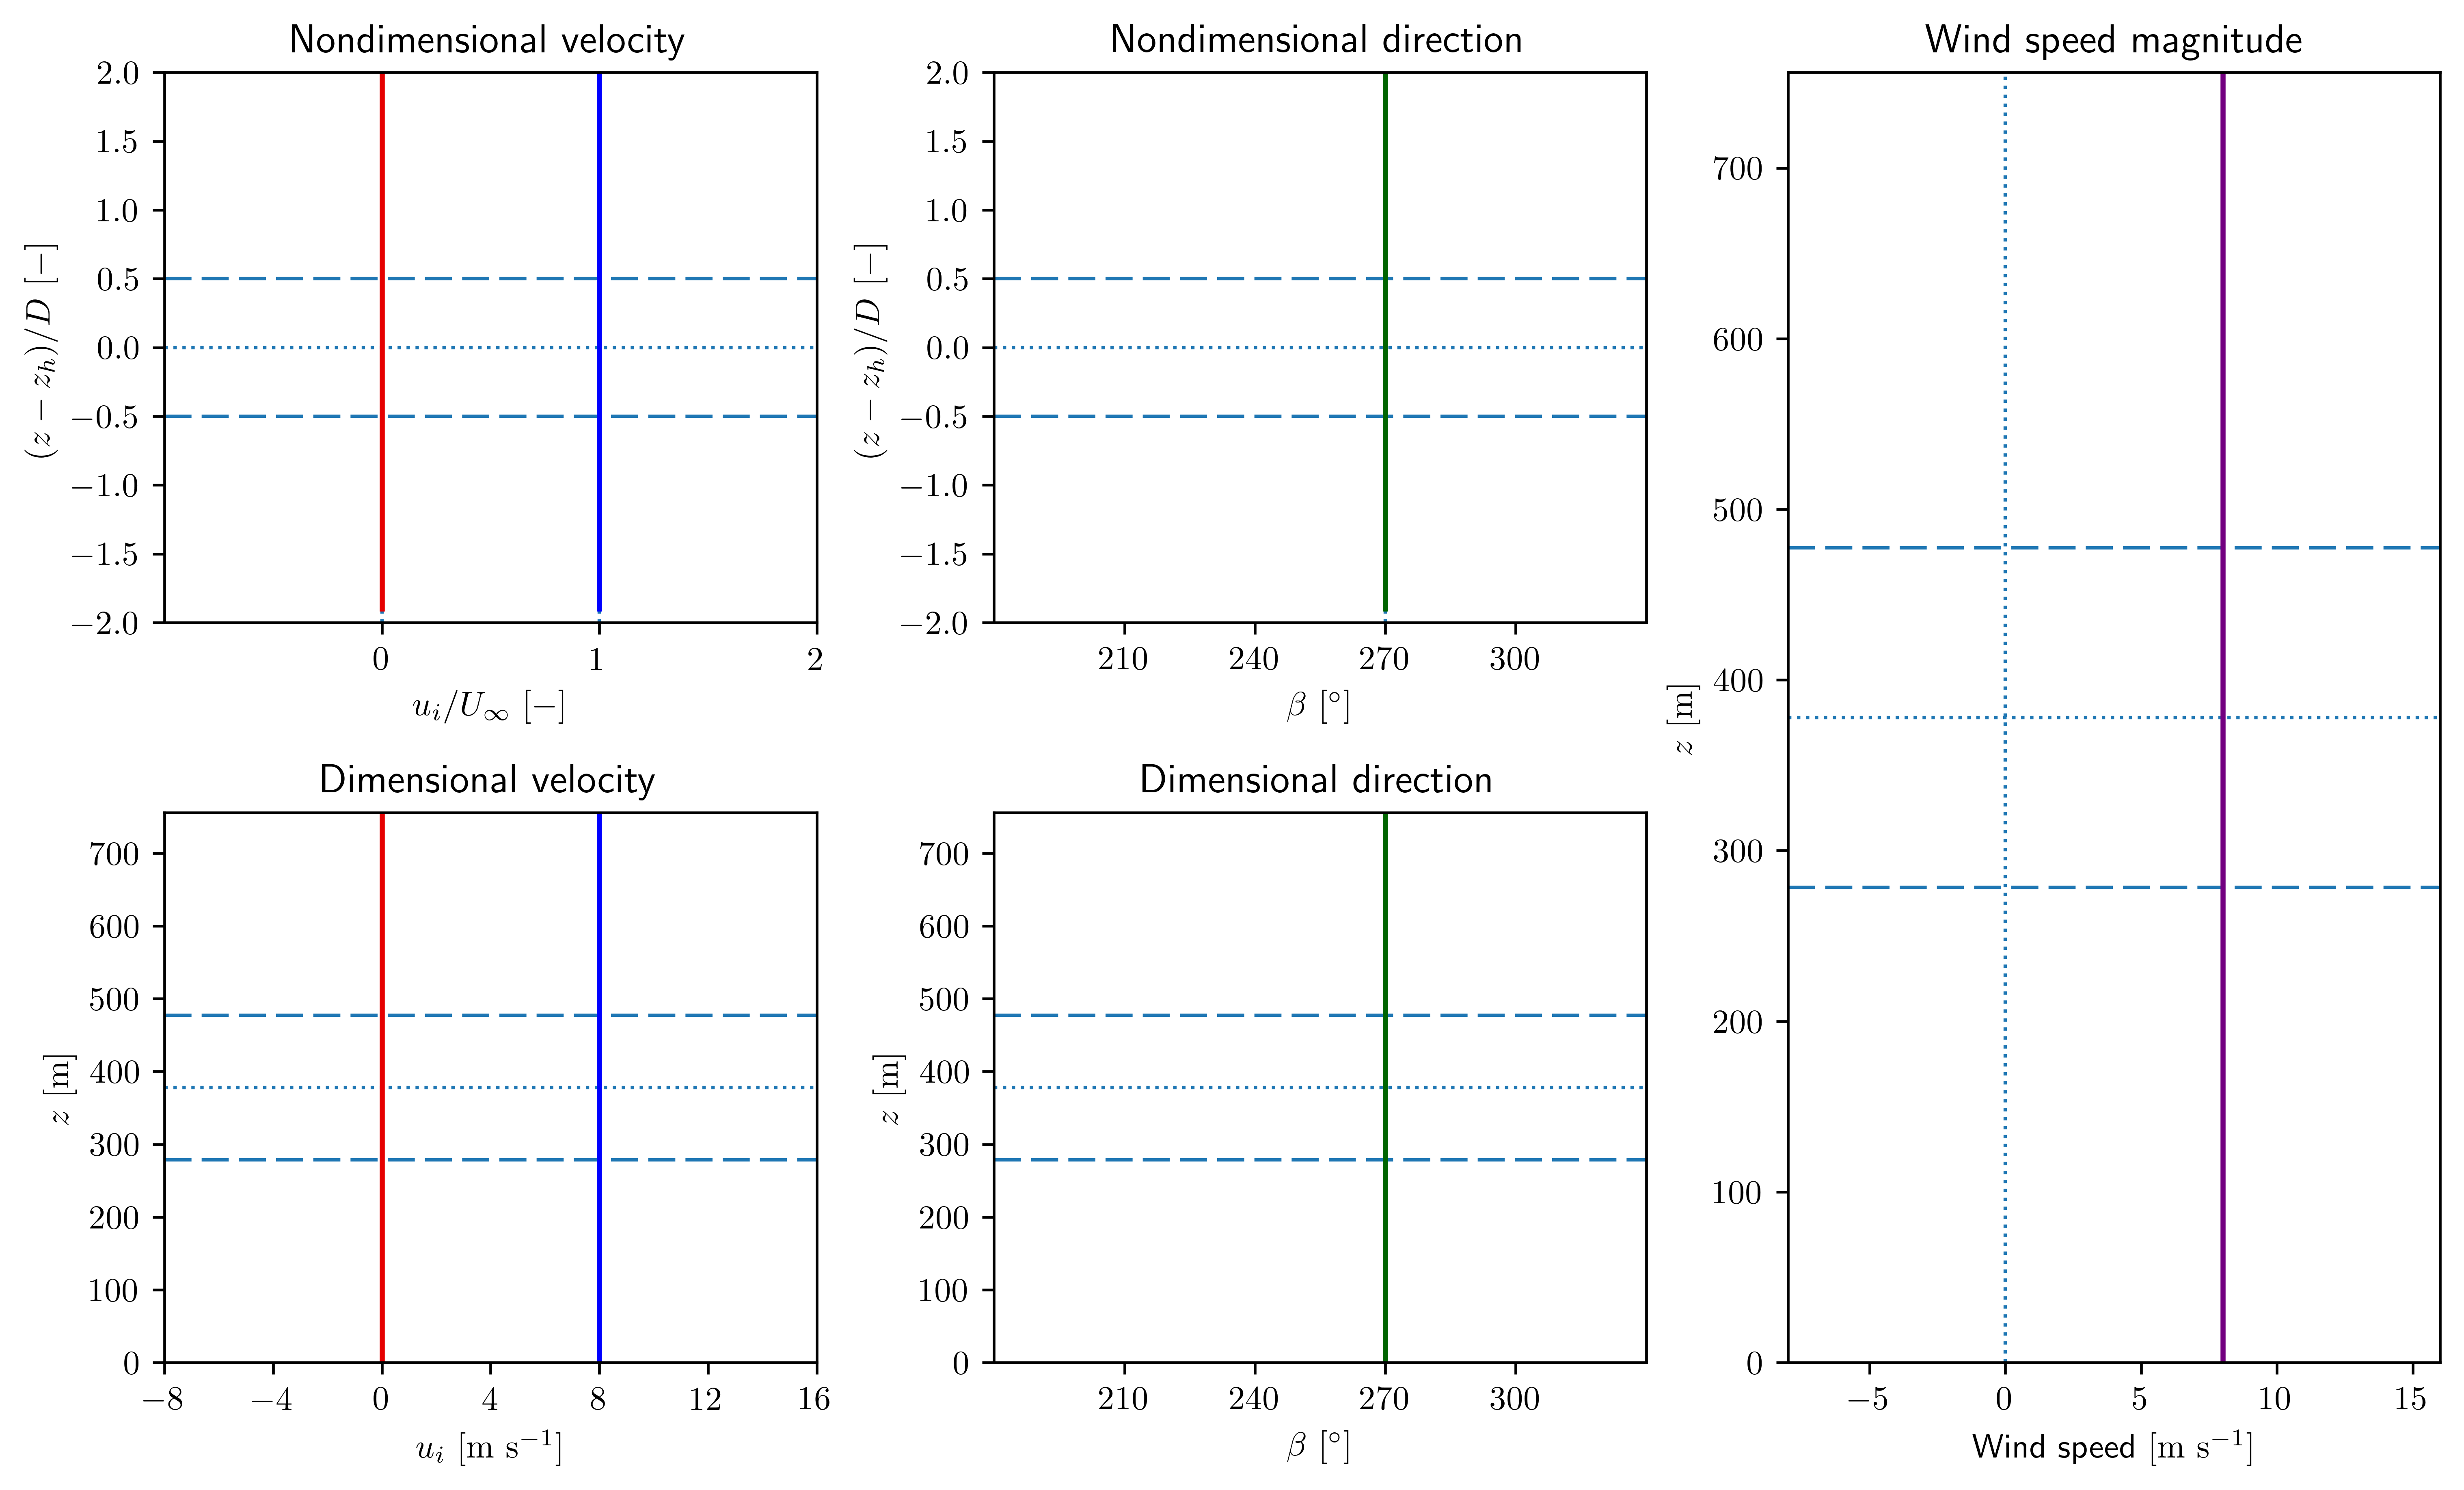 Nondimensional velocity
2.0
1.5
1.0
0.5
0.0
−0.5
−1.0
−1.5
−2.0
(z − z_h)/D [−]
0 1 2
u_i/U_∞ [−]
Nondimensional direction
2.0
1.5
1.0
0.5
0.0
−0.5
−1.0
−1.5
−2.0
(z − z_h)/D [−]
210 240 270 300
β [°]
Wind speed magnitude
700
600
500
400
300
200
100
0
z [m]
−5 0 5 10 15
Wind speed [m s⁻¹]
Dimensional velocity
700
600
500
400
300
200
100
0
z [m]
−8 −4 0 4 8 12 16
u_i [m s⁻¹]
Dimensional direction
700
600
500
400
300
200
100
0
z [m]
210 240 270 300
β [°]